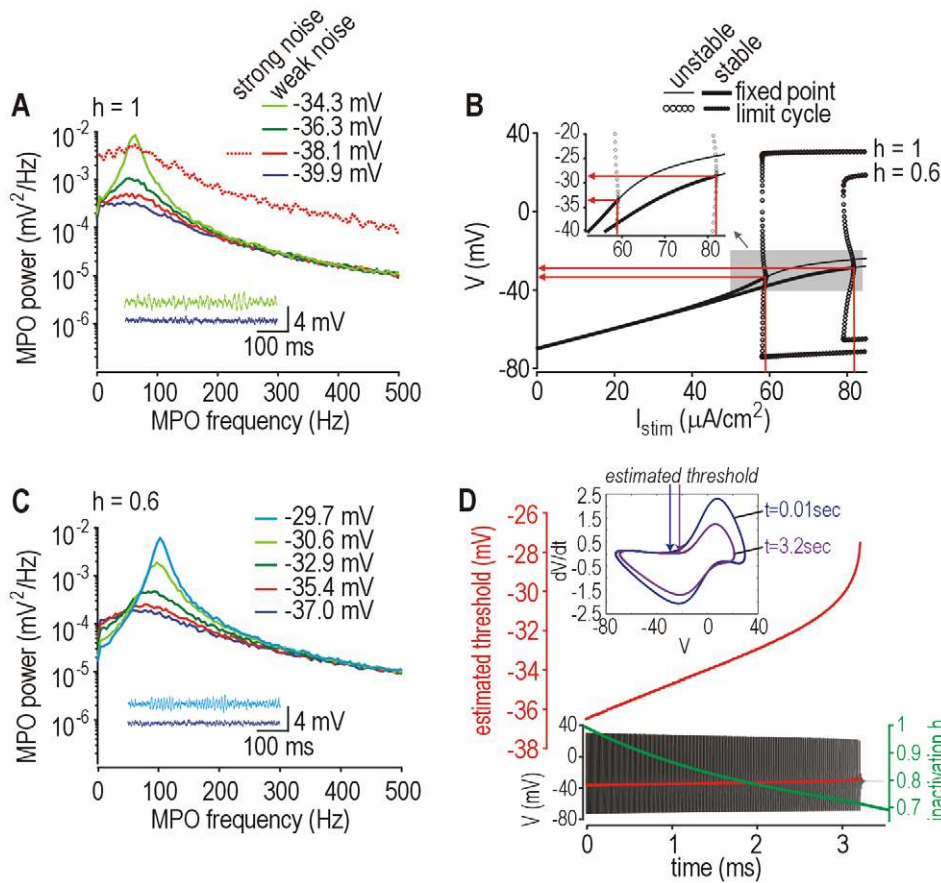 A
h = 1
strong noise
weak noise
-34.3 mV
-36.3 mV
-38.1 mV
-39.9 mV
MPO power (mV²/Hz)
10⁻²
10⁻³
10⁻⁴
10⁻⁵
10⁻⁶
4 mV
100 ms
0 100 200 300 400 500
MPO frequency (Hz)
B
unstable
stable
fixed point
limit cycle
h = 1
h = 0.6
V (mV)
40
0
-40
-80
-20
-25
-30
-35
-40
60 70 80
0 20 40 60 80
I_stim (µA/cm²)
C
h = 0.6
-29.7 mV
-30.6 mV
-32.9 mV
-35.4 mV
-37.0 mV
MPO power (mV²/Hz)
10⁻²
10⁻³
10⁻⁴
10⁻⁵
10⁻⁶
4 mV
100 ms
0 100 200 300 400 500
MPO frequency (Hz)
D
estimated threshold
t=0.01sec
t=3.2sec
dV/dt
2.5
1.5
0.5
-0.5
-1.5
-2.5
-80 -40 0 40
V
estimated threshold (mV)
-26
-28
-30
-32
-34
-36
-38
V (mV)
40
0
-40
-80
1
0.9
0.8
0.7
inactivation h
0 1 2 3
time (ms)